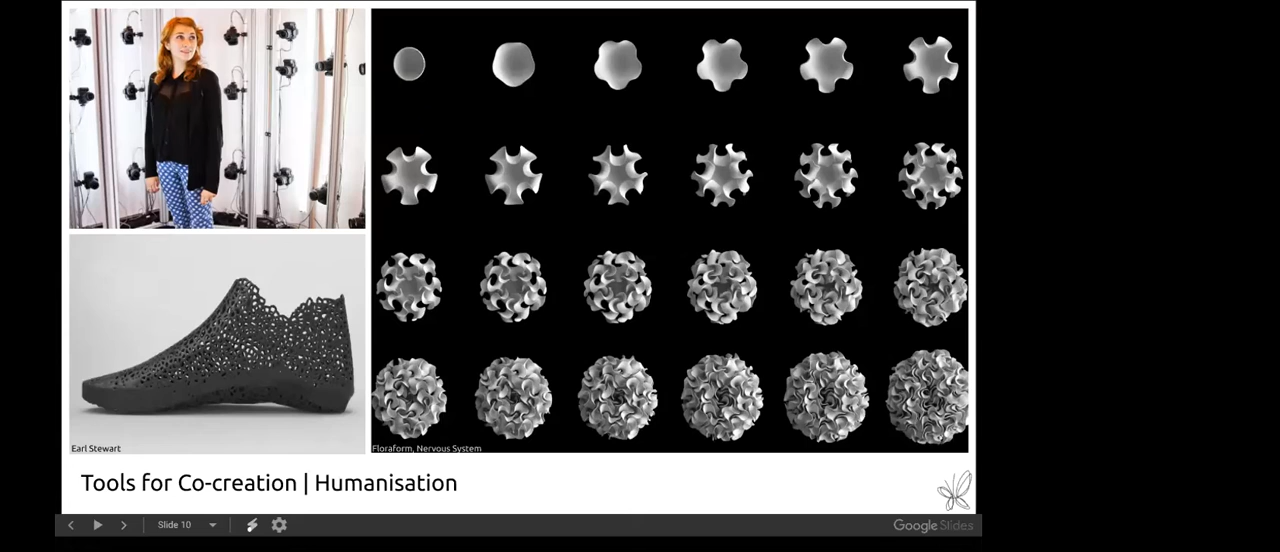 Earl Stewart
Floraform, Nervous System
Tools for Co-creation | Humanisation
Slide 10
Google Slides